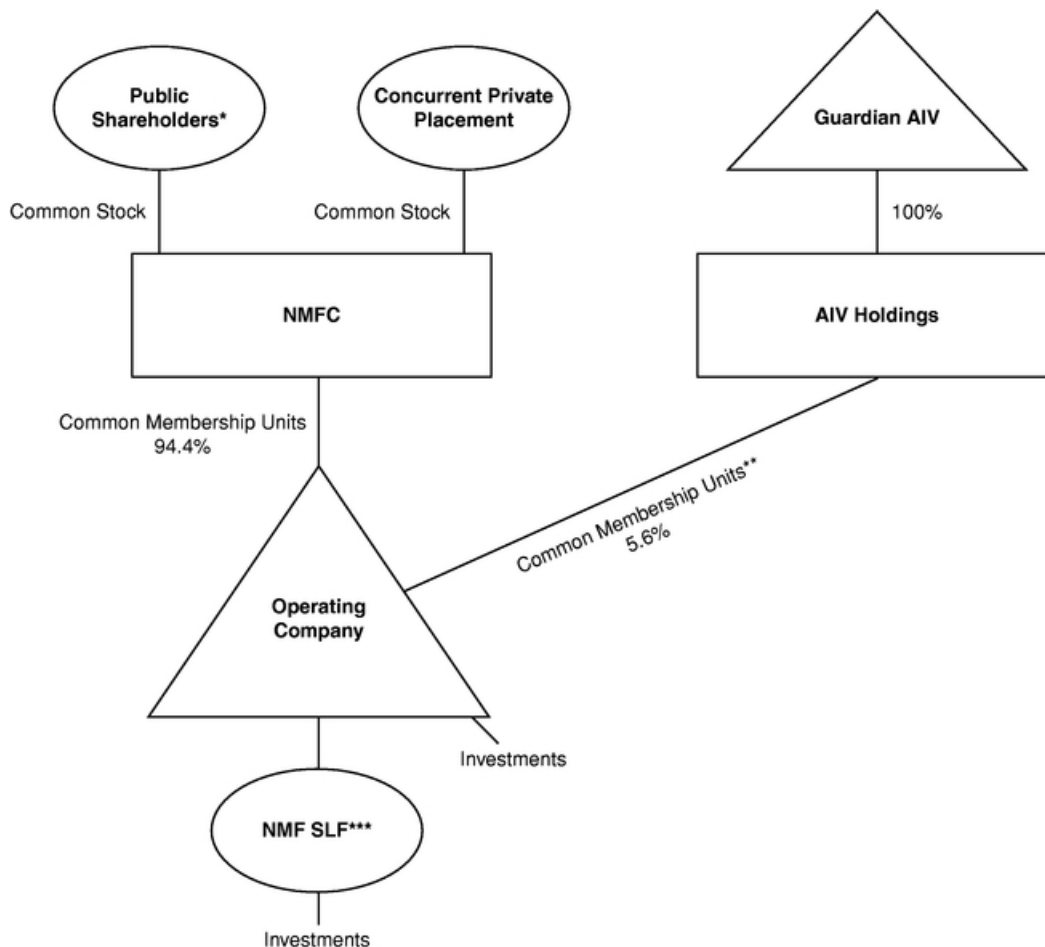 Public
Shareholders*
Concurrent Private
Placement
Guardian AIV
Common Stock
Common Stock
100%
NMFC
AIV Holdings
Common Membership Units
94.4%
Common Membership Units**
5.6%
Operating
Company
Investments
NMF SLF***
Investments